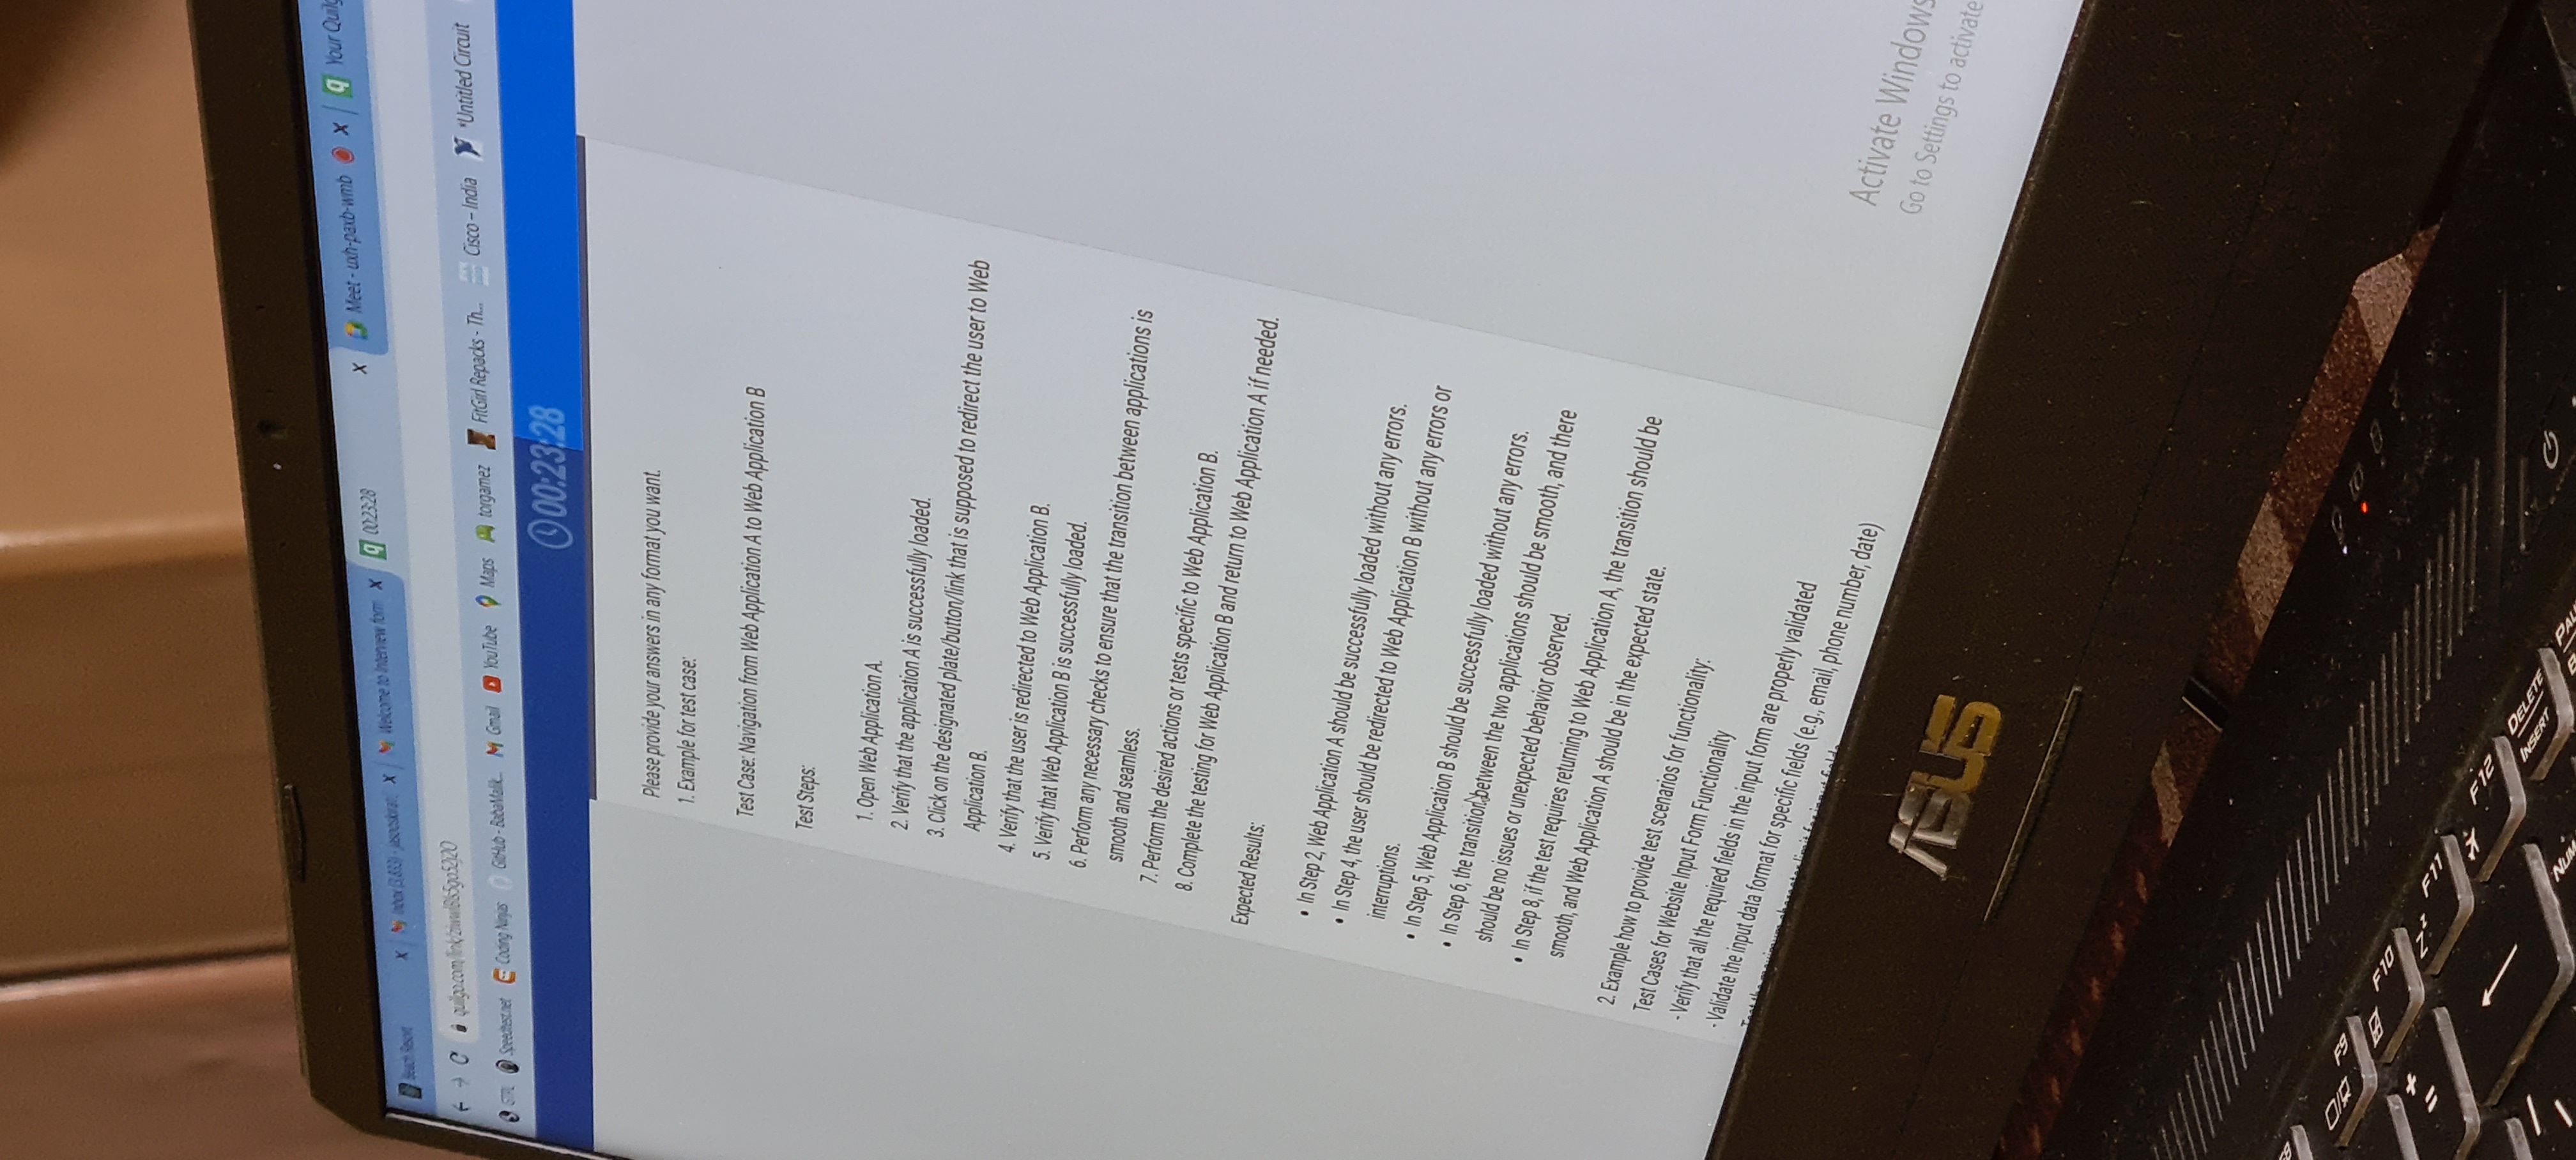 Beach Resort
Inbox (3,833) -
Welcome to Interview form
00:23:28
Meet - uxh-paxb-wmb
Your Quilg
GTPL
Speedtest.net
Coding Ninjas
GitHub - BabaMalik...
Gmail
YouTube
Maps
torgamez
FitGirl Repacks - Th...
Cisco – India
*Untitled Circuit
00:23:28
Please provide your answers in any format you want.
1. Example for test case:
Test Case: Navigation from Web Application A to Web Application B
Test Steps:
1. Open Web Application A.
2. Verify that the application A is successfully loaded.
3. Click on the designated plate/button/link that is supposed to redirect the user to Web
Application B.
4. Verify that the user is redirected to Web Application B.
5. Verify that Web Application B is successfully loaded.
6. Perform any necessary checks to ensure that the transition between applications is
smooth and seamless.
7. Perform the desired actions or tests specific to Web Application B.
8. Complete the testing for Web Application B and return to Web Application A if needed.
Expected Results:
• In Step 2, Web Application A should be successfully loaded without any errors.
• In Step 4, the user should be redirected to Web Application B without any errors or
interruptions.
• In Step 5, Web Application B should be successfully loaded without any errors.
• In Step 6, the transition between the two applications should be smooth, and there
should be no issues or unexpected behavior observed.
• In Step 8, if the test requires returning to Web Application A, the transition should be
smooth, and Web Application A should be in the expected state.
2. Example how to provide test scenarios for functionality:
Test Cases for Website Input Form Functionality
- Verify that all the required fields in the input form are properly validated
- Validate the input data format for specific fields (e.g., email, phone number, date)
Activate Windows
Go to Settings to activate
ASUS
F9
F10
F11
F12
DELETE
INSERT
+
=